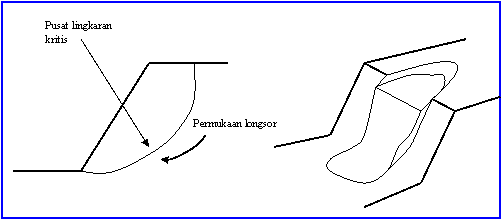 Pusat lingkaran
kritis
Permukaan longsor